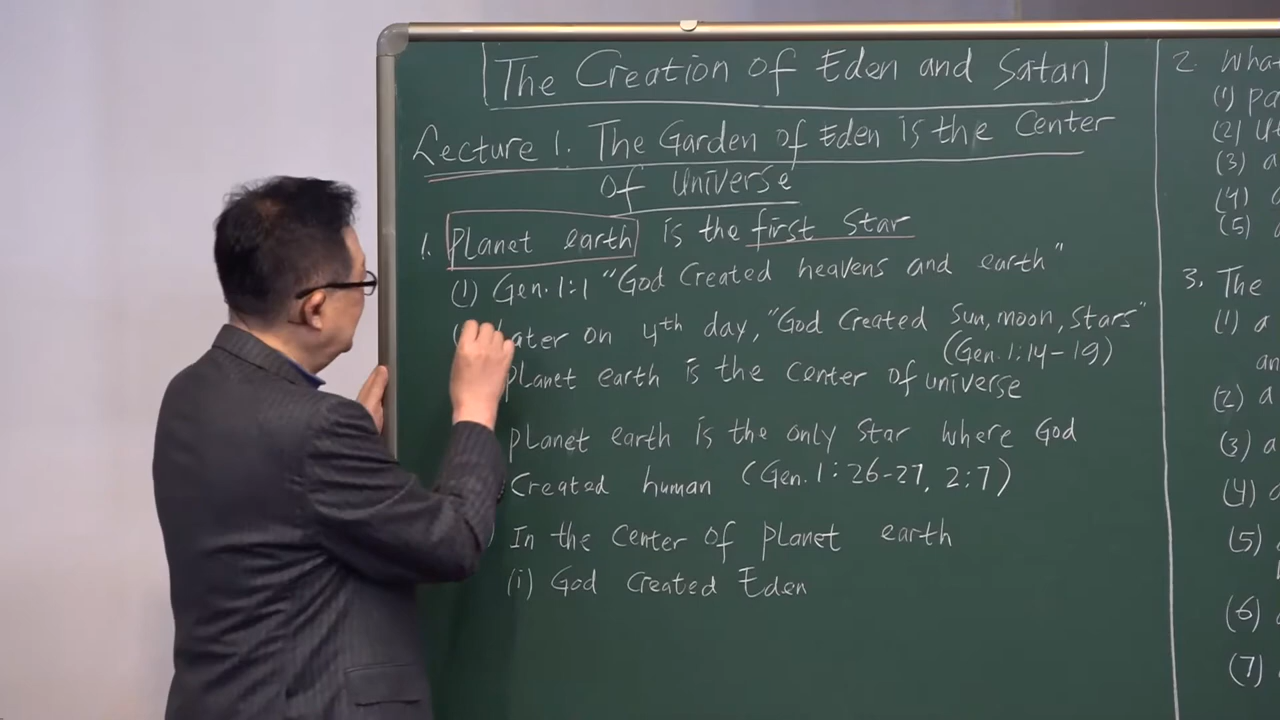 The Creation of Eden and Satan
Lecture 1. The Garden of Eden is the Center
of Universe
1. Planet earth is the first Star
(1) Gen. 1:1 "God Created heavens and earth"
on 4th day, "God Created Sun, moon, Stars"
(Gen. 1:14-19)
Planet earth is the center of universe
Planet earth is the only Star where God
Created human (Gen. 1:26-27, 2:7)
In the center of planet earth
(i) God Created Eden
2. What
(1)
(2)
(3) a
(4)
(5)
3. The
(1) a
an
(2) a
(3) a
(4)
(5)
(6)
(7)